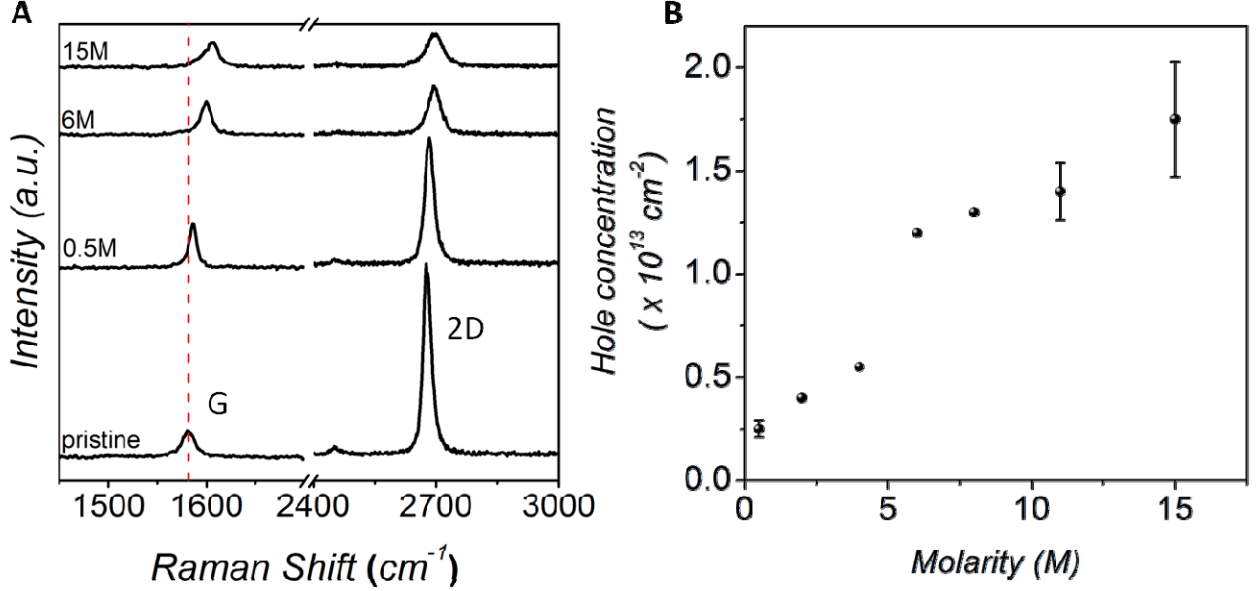 A
15M
6M
0.5M
pristine
2D
G
Intensity (a.u.)
1500
1600
2400
2700
3000
Raman Shift (cm⁻¹)
B
2.0
1.5
1.0
0.5
0.0
Hole concentration
( x 10¹³ cm⁻²)
0
5
10
15
Molarity (M)